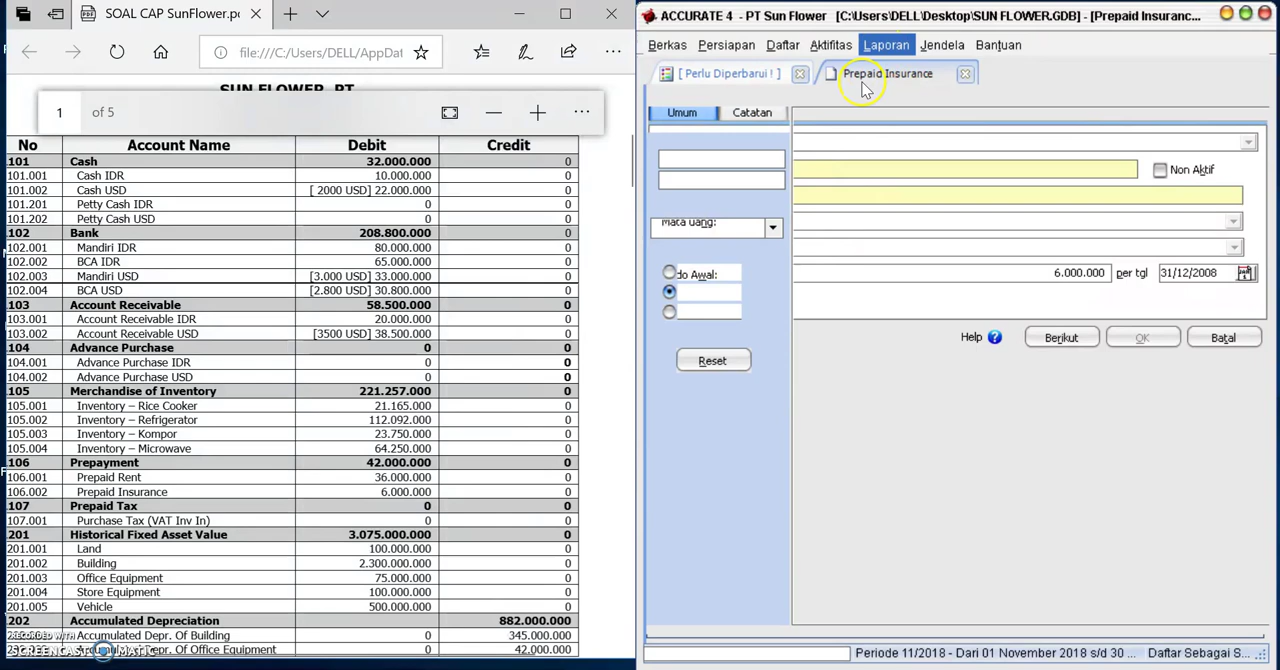 SOAL CAP SunFlower.pc
file:///C:/Users/DELL/AppDat
SUN FLOWER, PT
1 of 5
No Account Name Debit Credit
101 Cash 32.000.000 0
101.001 Cash IDR 10.000.000 0
101.002 Cash USD [ 2000 USD] 22.000.000 0
101.201 Petty Cash IDR 0 0
101.202 Petty Cash USD 0 0
102 Bank 208.800.000 0
102.001 Mandiri IDR 80.000.000 0
102.002 BCA IDR 65.000.000 0
102.003 Mandiri USD [3.000 USD] 33.000.000 0
102.004 BCA USD [2.800 USD] 30.800.000 0
103 Account Receivable 58.500.000 0
103.001 Account Receivable IDR 20.000.000 0
103.002 Account Receivable USD [3500 USD] 38.500.000 0
104 Advance Purchase 0 0
104.001 Advance Purchase IDR 0 0
104.002 Advance Purchase USD 0 0
105 Merchandise of Inventory 221.257.000 0
105.001 Inventory – Rice Cooker 21.165.000 0
105.002 Inventory – Refrigerator 112.092.000 0
105.003 Inventory – Kompor 23.750.000 0
105.004 Inventory – Microwave 64.250.000 0
106 Prepayment 42.000.000 0
106.001 Prepaid Rent 36.000.000 0
106.002 Prepaid Insurance 6.000.000 0
107 Prepaid Tax 0 0
107.001 Purchase Tax (VAT Inv In) 0 0
201 Historical Fixed Asset Value 3.075.000.000 0
201.001 Land 100.000.000 0
201.002 Building 2.300.000.000 0
201.003 Office Equipment 75.000.000 0
201.004 Store Equipment 100.000.000 0
201.005 Vehicle 500.000.000 0
202 Accumulated Depreciation 882.000.000
Accumulated Depr. Of Building 0 345.000.000
Accumulated Depr. Of Office Equipment 0 42.000.000
RECORDED WITH
SCREENCAST MATIC
ACCURATE 4 - PT Sun Flower [C:\Users\DELL\Desktop\SUN FLOWER.GDB] - [Prepaid Insuranc...
Berkas Persiapan Daftar Aktifitas Laporan Jendela Bantuan
[ Perlu Diperbarui ! ] Prepaid Insurance
Umum Catatan
Non Aktif
Mata uang:
do Awal:
6.000.000 per tgl 31/12/2008
Help Berikut OK Batal
Reset
Periode 11/2018 - Dari 01 November 2018 s/d 30 ... Daftar Sebagai S...